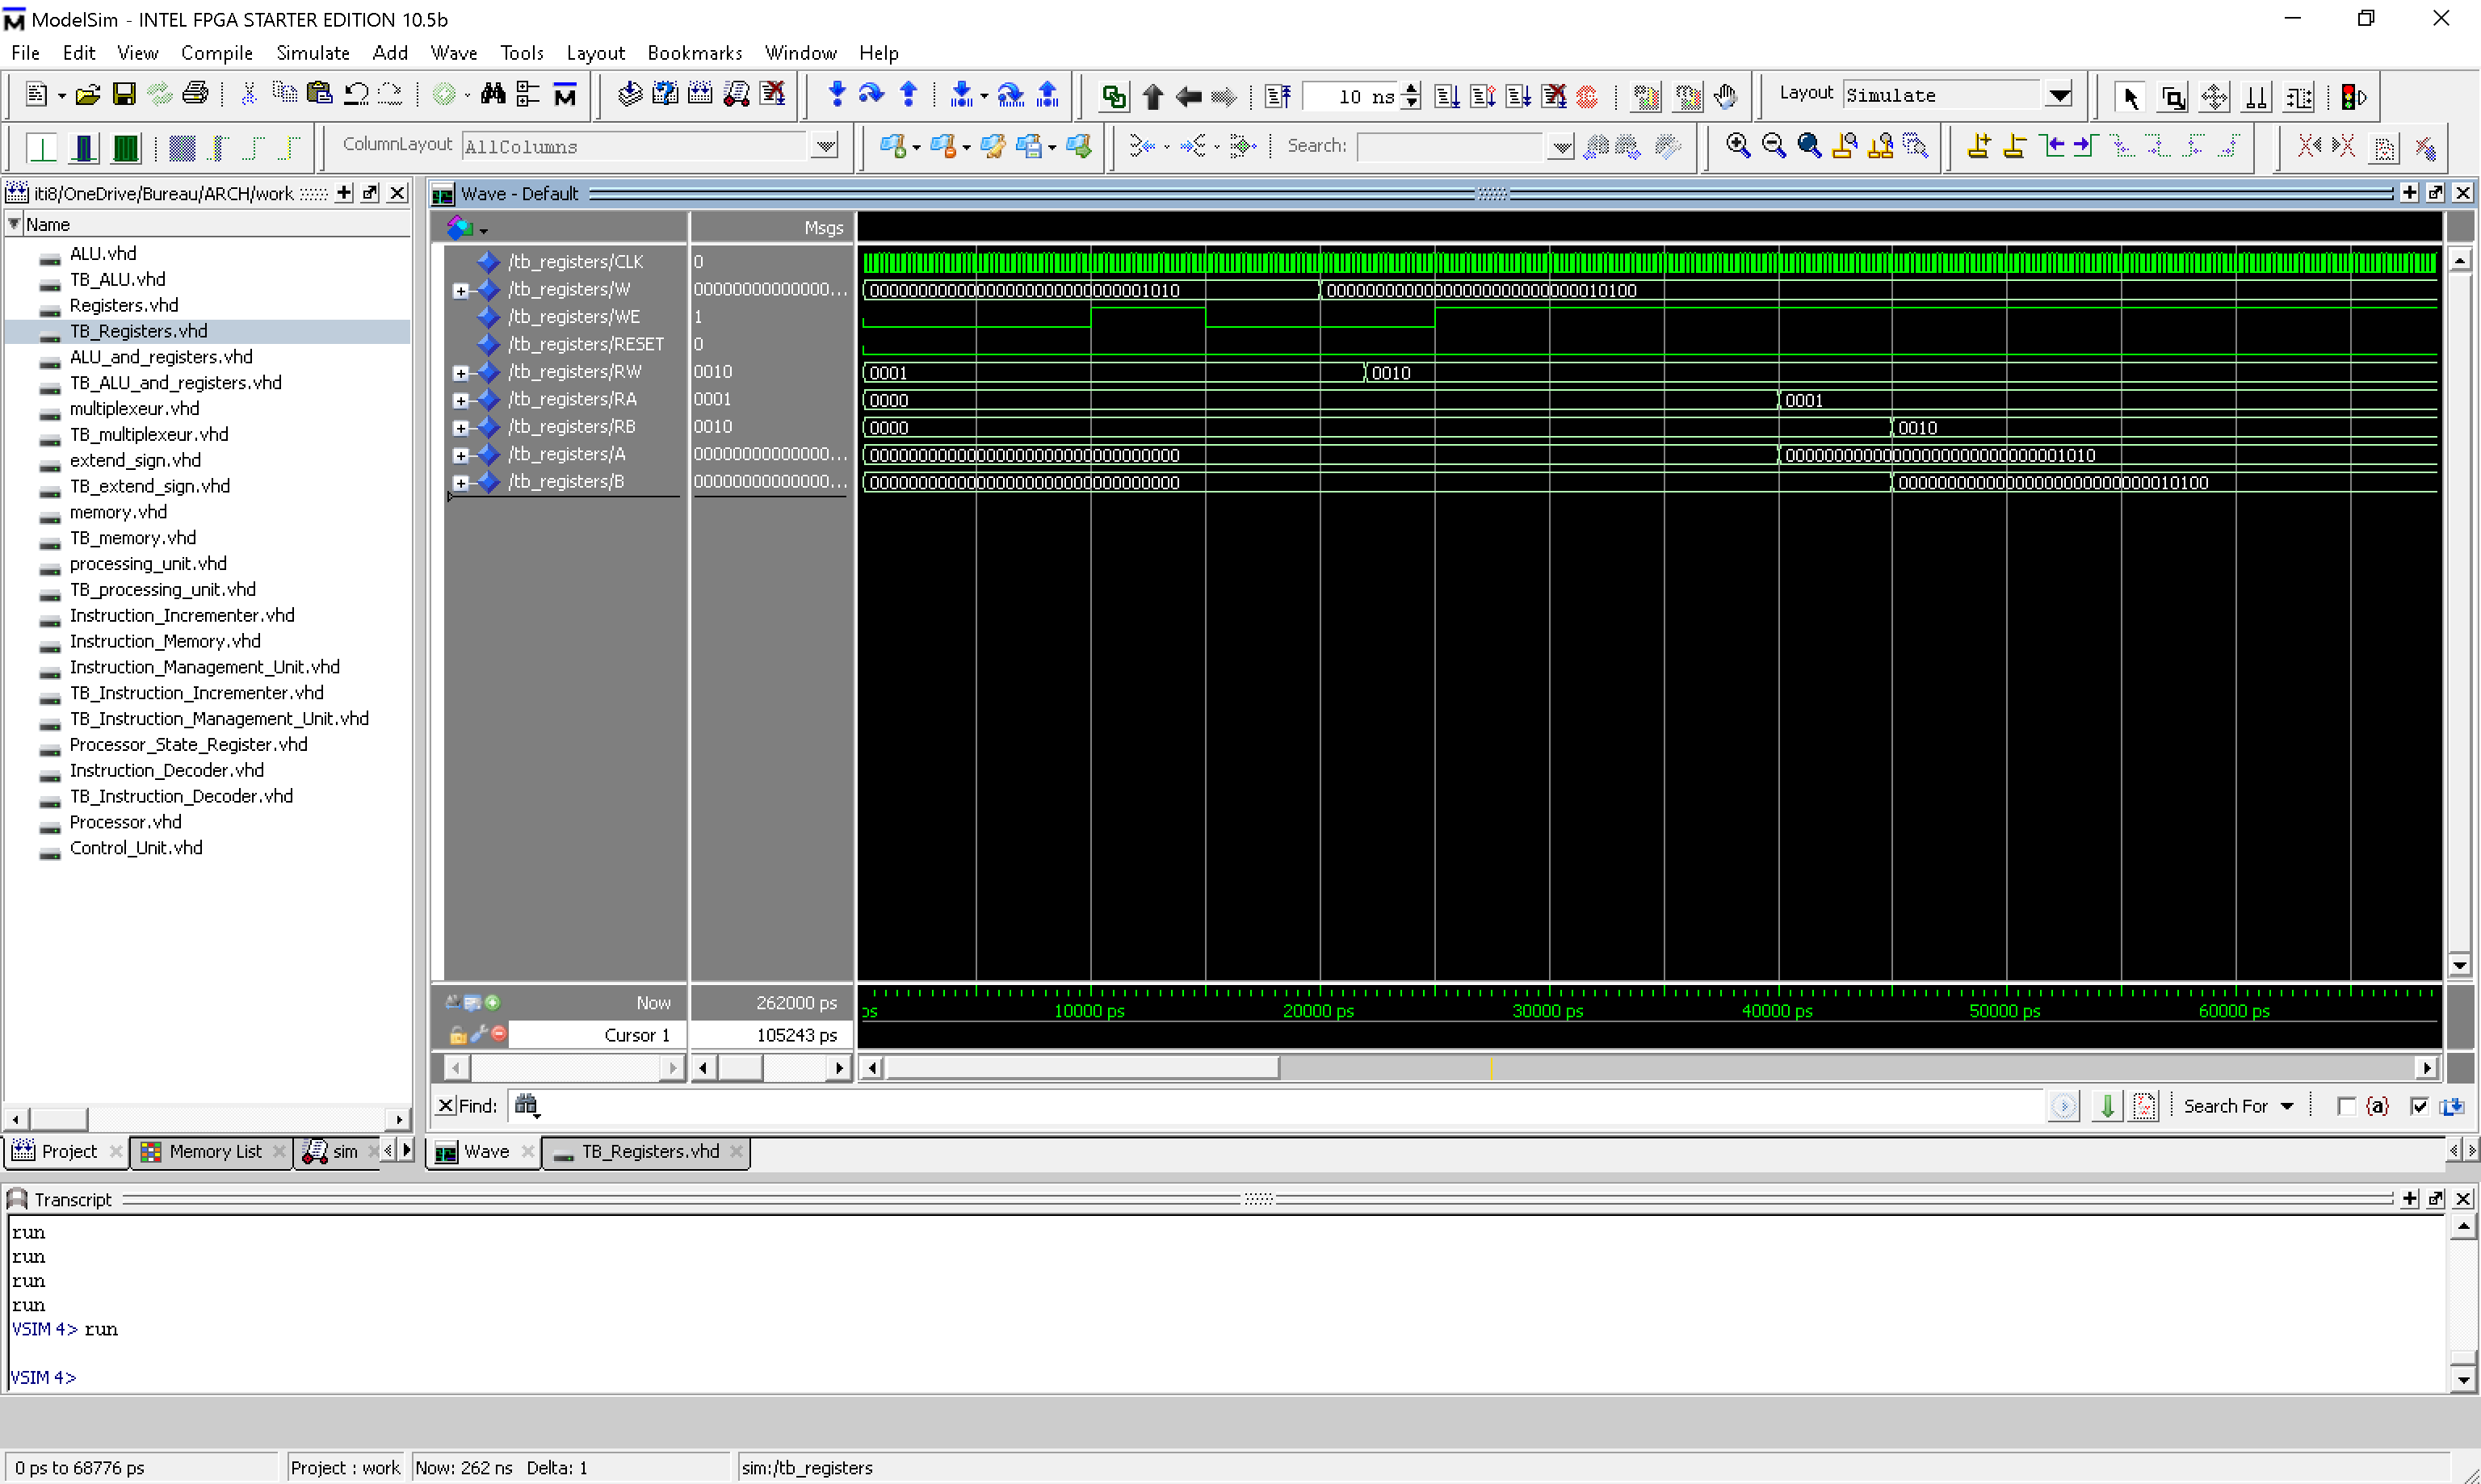 ModelSim - INTEL FPGA STARTER EDITION 10.5b
File Edit View Compile Simulate Add Wave Tools Layout Bookmarks Window Help
10 ns
Layout Simulate
ColumnLayout AllColumns
Search:
iti8/OneDrive/Bureau/ARCH/work
Name
ALU.vhd
TB_ALU.vhd
Registers.vhd
TB_Registers.vhd
ALU_and_registers.vhd
TB_ALU_and_registers.vhd
multiplexeur.vhd
TB_multiplexeur.vhd
extend_sign.vhd
TB_extend_sign.vhd
memory.vhd
TB_memory.vhd
processing_unit.vhd
TB_processing_unit.vhd
Instruction_Incrementer.vhd
Instruction_Memory.vhd
Instruction_Management_Unit.vhd
TB_Instruction_Incrementer.vhd
TB_Instruction_Management_Unit.vhd
Processor_State_Register.vhd
Instruction_Decoder.vhd
TB_Instruction_Decoder.vhd
Processor.vhd
Control_Unit.vhd
Project
Memory List
sim
Wave - Default
Msgs
/tb_registers/CLK 0
/tb_registers/W 00000000000000... 00000000000000000000000000001010 00000000000000000000000000010100
/tb_registers/WE 1
/tb_registers/RESET 0
/tb_registers/RW 0010 0001 0010
/tb_registers/RA 0001 0000 0001
/tb_registers/RB 0010 0000 0010
/tb_registers/A 00000000000000... 00000000000000000000000000000000 00000000000000000000000000001010
/tb_registers/B 00000000000000... 00000000000000000000000000000000 00000000000000000000000000010100
Now 262000 ps
ps 10000 ps 20000 ps 30000 ps 40000 ps 50000 ps 60000 ps
Cursor 1 105243 ps
Find:
Search For
{a}
Wave
TB_Registers.vhd
Transcript
run
run
run
run
VSIM 4> run
VSIM 4>
0 ps to 68776 ps
Project : work
Now: 262 ns Delta: 1
sim:/tb_registers